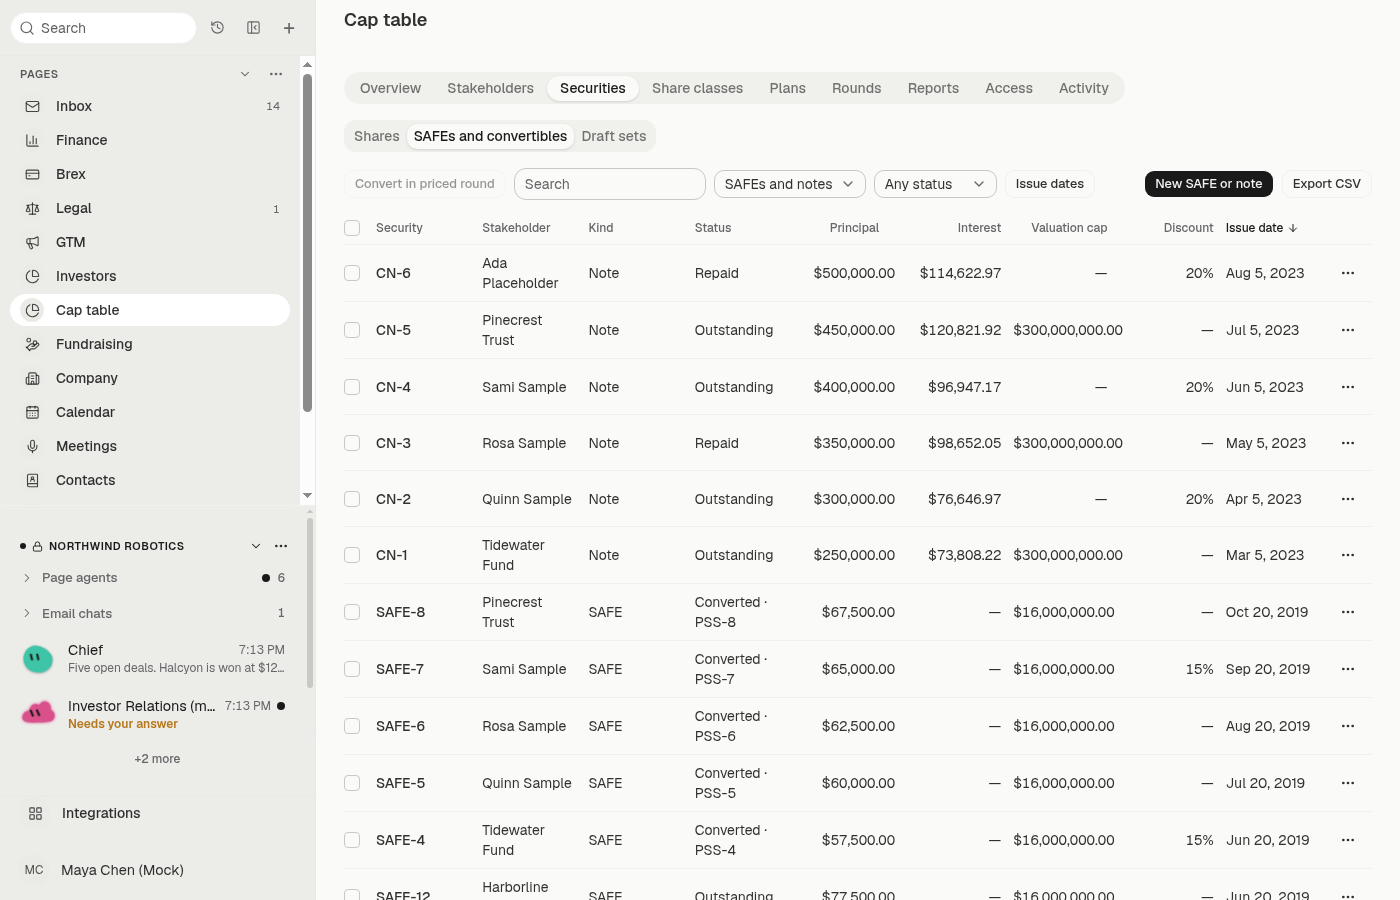 Search
PAGES
Inbox 14
Finance
Brex
Legal 1
GTM
Investors
Cap table
Fundraising
Company
Calendar
Meetings
Contacts
NORTHWIND ROBOTICS
Page agents 6
Email chats 1
Chief 7:13 PM
Five open deals. Halcyon is won at $12...
Investor Relations (m... 7:13 PM
Needs your answer
+2 more
Integrations
MC Maya Chen (Mock)
Cap table
Overview Stakeholders Securities Share classes Plans Rounds Reports Access Activity
Shares SAFEs and convertibles Draft sets
Convert in priced round Search SAFEs and notes Any status Issue dates New SAFE or note Export CSV
Security Stakeholder Kind Status Principal Interest Valuation cap Discount Issue date
CN-6 Ada Placeholder Note Repaid $500,000.00 $114,622.97 — 20% Aug 5, 2023
CN-5 Pinecrest Trust Note Outstanding $450,000.00 $120,821.92 $300,000,000.00 — Jul 5, 2023
CN-4 Sami Sample Note Outstanding $400,000.00 $96,947.17 — 20% Jun 5, 2023
CN-3 Rosa Sample Note Repaid $350,000.00 $98,652.05 $300,000,000.00 — May 5, 2023
CN-2 Quinn Sample Note Outstanding $300,000.00 $76,646.97 — 20% Apr 5, 2023
CN-1 Tidewater Fund Note Outstanding $250,000.00 $73,808.22 $300,000,000.00 — Mar 5, 2023
SAFE-8 Pinecrest Trust SAFE Converted · PSS-8 $67,500.00 — $16,000,000.00 — Oct 20, 2019
SAFE-7 Sami Sample SAFE Converted · PSS-7 $65,000.00 — $16,000,000.00 15% Sep 20, 2019
SAFE-6 Rosa Sample SAFE Converted · PSS-6 $62,500.00 — $16,000,000.00 — Aug 20, 2019
SAFE-5 Quinn Sample SAFE Converted · PSS-5 $60,000.00 — $16,000,000.00 — Jul 20, 2019
SAFE-4 Tidewater Fund SAFE Converted · PSS-4 $57,500.00 — $16,000,000.00 15% Jun 20, 2019
SAFE-12 Harborline SAFE Outstanding $77,500.00 — $16,000,000.00 — Jun 20, 2019